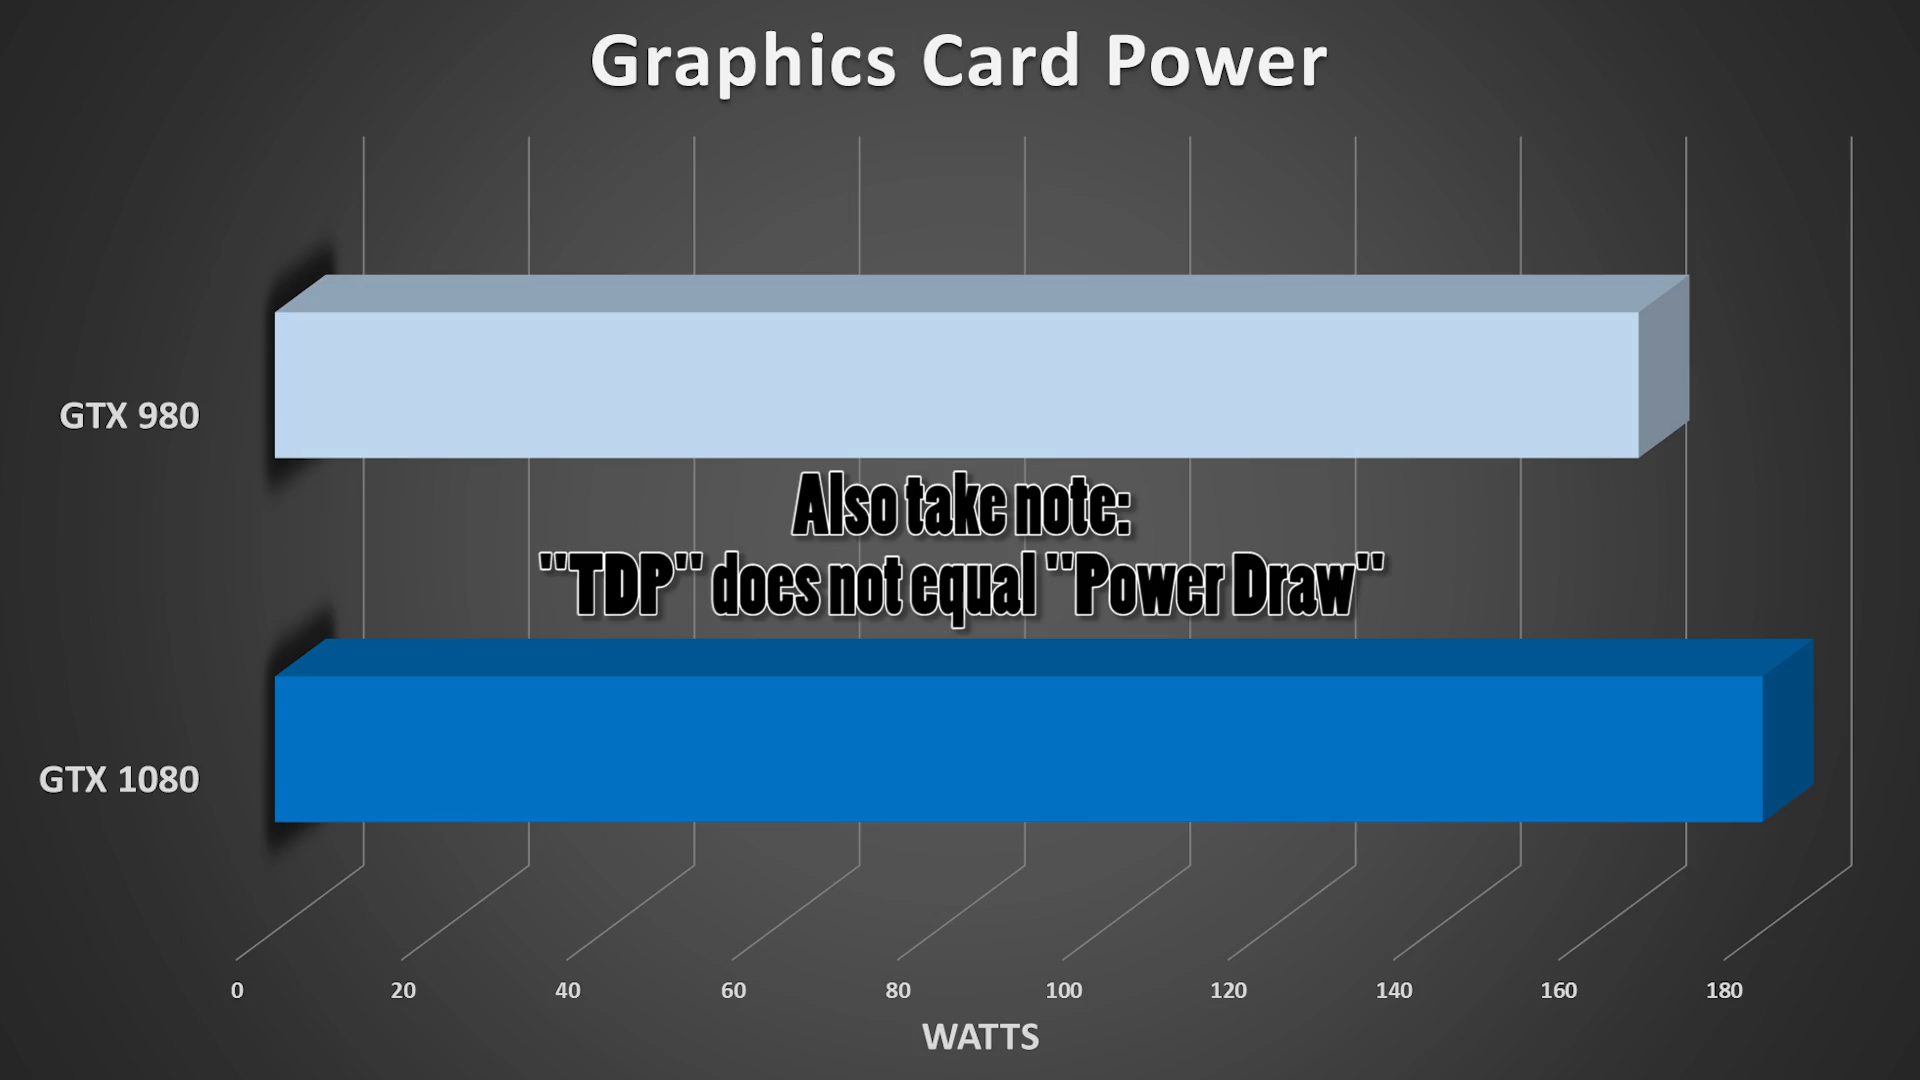 Graphics Card Power
GTX 980
Also take note:
"TDP" does not equal "Power Draw"
GTX 1080
0 20 40 60 80 100 120 140 160 180
WATTS